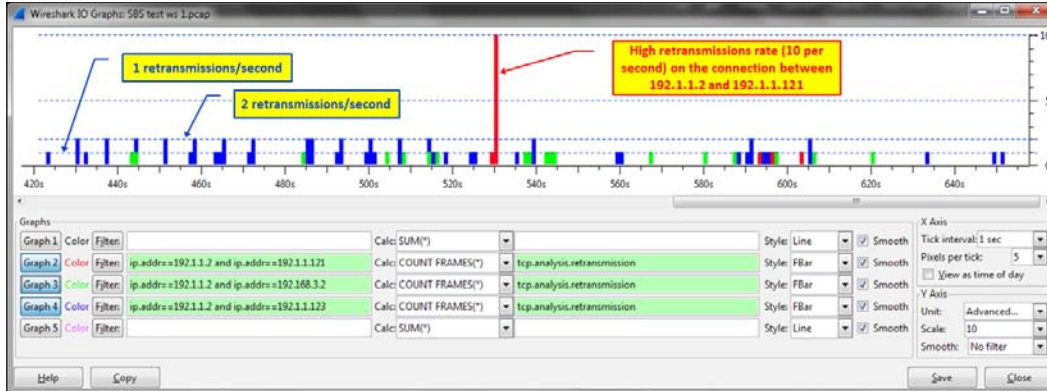 Wireshark IO Graphs: SBS test ws 1.pcap
10
5
0
1 retransmissions/second
2 retransmissions/second
High retransmissions rate (10 per
second) on the connection between
192.1.1.2 and 192.1.1.121
420s 440s 460s 480s 500s 520s 540s 560s 580s 600s 620s 640s
Graphs
Graph 1 Color Filter: Calc: SUM(*) Style: Line Smooth
Graph 2 Color Filter: ip.addr==192.1.1.2 and ip.addr==192.1.1.121 Calc: COUNT FRAMES(*) tcp.analysis.retransmission Style: FBar Smooth
Graph 3 Color Filter: ip.addr==192.1.1.2 and ip.addr==192.168.3.2 Calc: COUNT FRAMES(*) tcp.analysis.retransmission Style: FBar Smooth
Graph 4 Color Filter: ip.addr==192.1.1.2 and ip.addr==192.1.1.123 Calc: COUNT FRAMES(*) tcp.analysis.retransmission Style: FBar Smooth
Graph 5 Color Filter: Calc: SUM(*) Style: Line Smooth
X Axis
Tick interval: 1 sec
Pixels per tick: 5
View as time of day
Y Axis
Unit: Advanced...
Scale: 10
Smooth: No filter
Help Copy Save Close